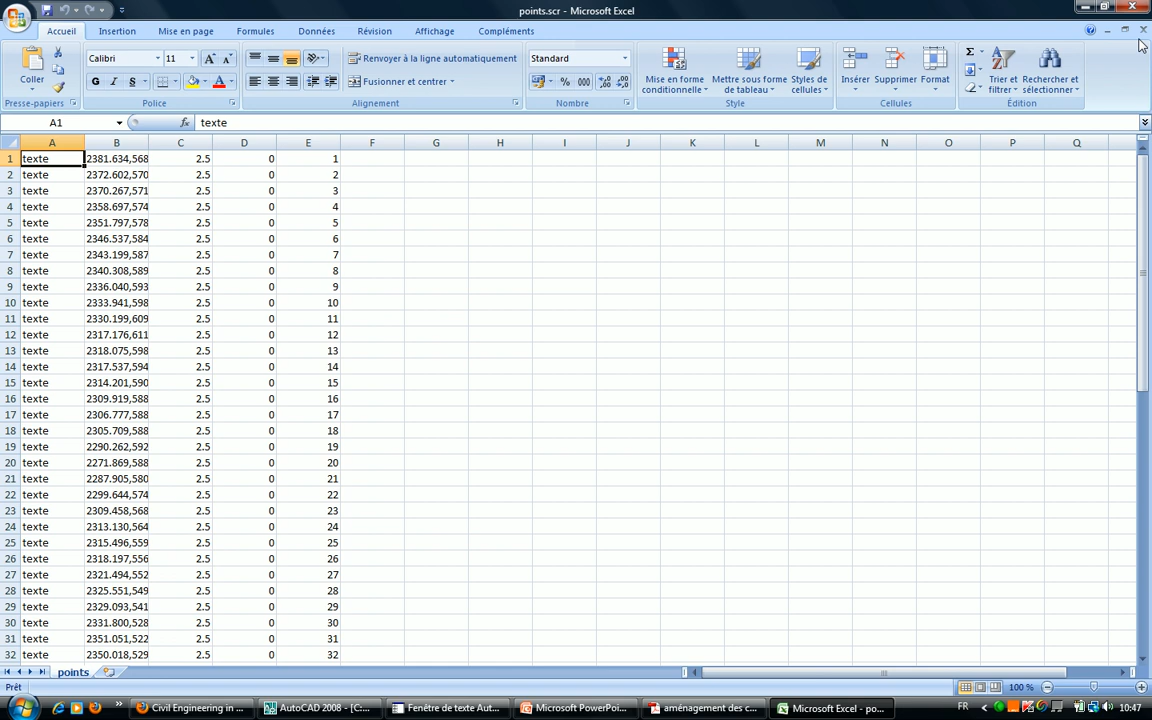 points.scr - Microsoft Excel
Accueil Insertion Mise en page Formules Données Révision Affichage Compléments
Coller
Presse-papiers
Calibri 11
G I S
Police
Renvoyer à la ligne automatiquement
Fusionner et centrer
Alignement
Standard
% 000
Nombre
Mise en forme conditionnelle
Mettre sous forme de tableau
Styles de cellules
Style
Insérer Supprimer Format
Cellules
Trier et filtrer
Rechercher et sélectionner
Édition
A1 fx texte
A B C D E F G H I J K L M N O P Q
1 texte 2381.634,568 2.5 0 1
2 texte 2372.602,570 2.5 0 2
3 texte 2370.267,571 2.5 0 3
4 texte 2358.697,574 2.5 0 4
5 texte 2351.797,578 2.5 0 5
6 texte 2346.537,584 2.5 0 6
7 texte 2343.199,587 2.5 0 7
8 texte 2340.308,589 2.5 0 8
9 texte 2336.040,593 2.5 0 9
10 texte 2333.941,598 2.5 0 10
11 texte 2330.199,609 2.5 0 11
12 texte 2317.176,611 2.5 0 12
13 texte 2318.075,598 2.5 0 13
14 texte 2317.537,594 2.5 0 14
15 texte 2314.201,590 2.5 0 15
16 texte 2309.919,588 2.5 0 16
17 texte 2306.777,588 2.5 0 17
18 texte 2305.709,588 2.5 0 18
19 texte 2290.262,592 2.5 0 19
20 texte 2271.869,588 2.5 0 20
21 texte 2287.905,580 2.5 0 21
22 texte 2299.644,574 2.5 0 22
23 texte 2309.458,568 2.5 0 23
24 texte 2313.130,564 2.5 0 24
25 texte 2315.496,559 2.5 0 25
26 texte 2318.197,556 2.5 0 26
27 texte 2321.494,552 2.5 0 27
28 texte 2325.551,549 2.5 0 28
29 texte 2329.093,541 2.5 0 29
30 texte 2331.800,528 2.5 0 30
31 texte 2351.051,522 2.5 0 31
32 texte 2350.018,529 2.5 0 32
points
Prêt 100 %
Civil Engineering in ... AutoCAD 2008 - [C:... Fenêtre de texte Aut... Microsoft PowerPoi... aménagement des c... Microsoft Excel - po... FR 10:47